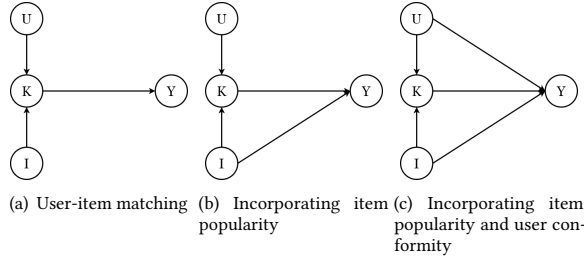 U U U
K Y K Y K Y
I I I
(a) User-item matching
(b) Incorporating item
popularity
(c) Incorporating item
popularity and user con-
formity